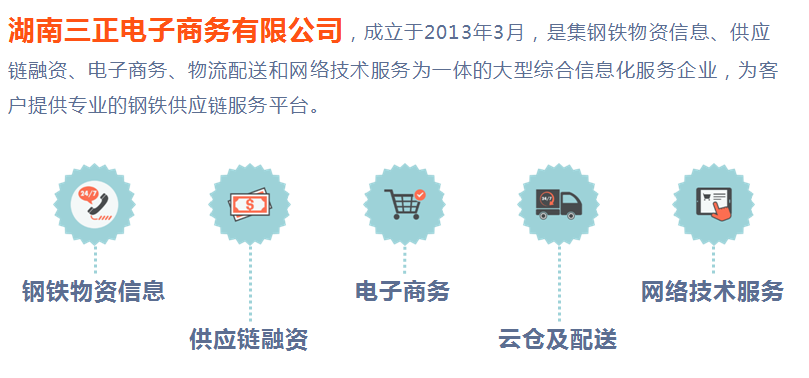 湖南三正电子商务有限公司，成立于2013年3月，是集钢铁物资信息、供应
链融资、电子商务、物流配送和网络技术服务为一体的大型综合信息化服务企业，为客
户提供专业的钢铁供应链服务平台。
24/7
$
24/7
钢铁物资信息
电子商务
网络技术服务
供应链融资
云仓及配送